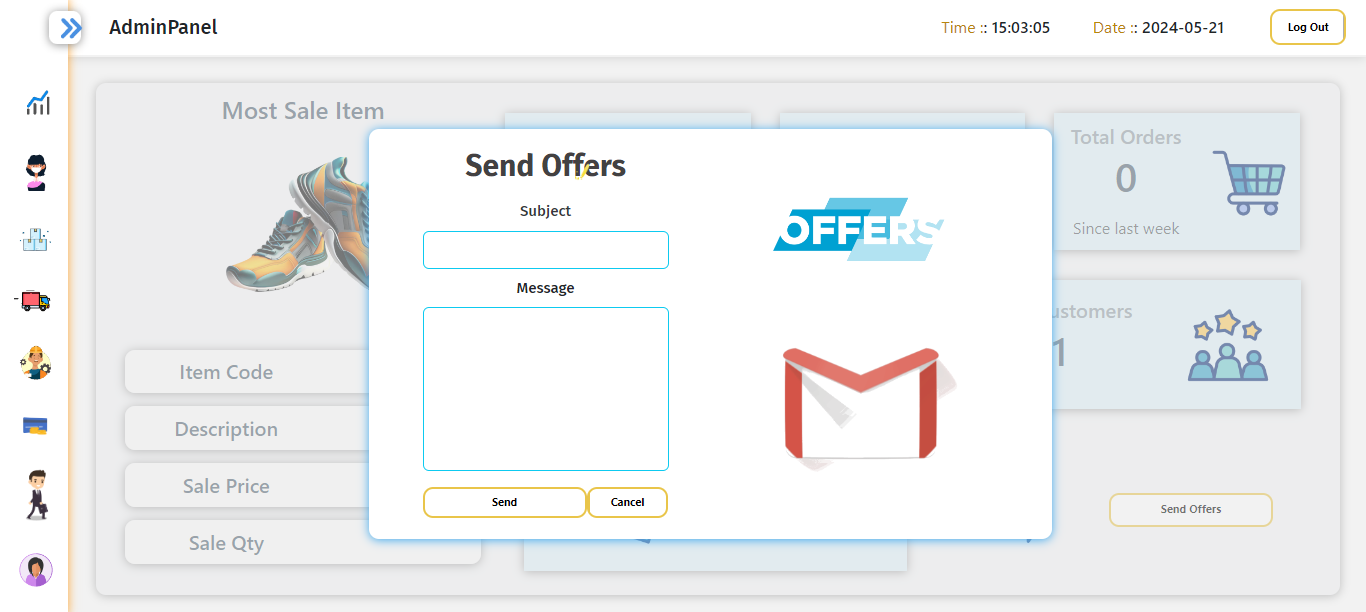 AdminPanel
Time :: 15:03:05
Date :: 2024-05-21
Log Out
Most Sale Item
Total Orders
0
Since last week
Send Offers
Subject
Message
Send
Cancel
OFFERS
ustomers
1
Item Code
Description
Sale Price
Sale Qty
Send Offers